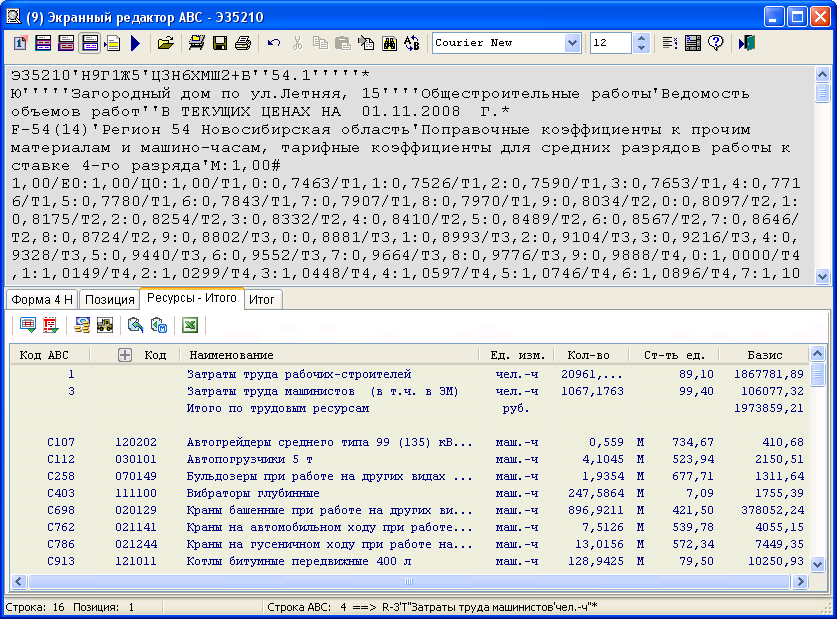 (9) Экранный редактор АВС - Э35210
Courier New 12
Э35210'Н9Г1Ж5'Ц3Н6ХМШ2+Б''54.1'''''*
Ю'''''Загородный дом по ул.Летняя, 15''''Общестроительные работы'Ведомость
объемов работ''В ТЕКУЩИХ ЦЕНАХ НА  01.11.2008  Г.*
F-54(14)'Регион 54 Новосибирская область'Поправочные коэффициенты к прочим
материалам и машино-часам, тарифные коэффициенты для средних разрядов работы к
ставке 4-го разряда'М:1,00#
1,00/Е0:1,00/Ц0:1,00/Т1,0:0,7463/Т1,1:0,7526/Т1,2:0,7590/Т1,3:0,7653/Т1,4:0,771
6/Т1,5:0,7780/Т1,6:0,7843/Т1,7:0,7907/Т1,8:0,7970/Т1,9:0,8034/Т2,0:0,8097/Т2,1:
0,8175/Т2,2:0,8254/Т2,3:0,8332/Т2,4:0,8410/Т2,5:0,8489/Т2,6:0,8567/Т2,7:0,8646/
Т2,8:0,8724/Т2,9:0,8802/Т3,0:0,8881/Т3,1:0,8993/Т3,2:0,9104/Т3,3:0,9216/Т3,4:0,
9328/Т3,5:0,9440/Т3,6:0,9552/Т3,7:0,9664/Т3,8:0,9776/Т3,9:0,9888/Т4,0:1,0000/Т4
,1:1,0149/Т4,2:1,0299/Т4,3:1,0448/Т4,4:1,0597/Т4,5:1,0746/Т4,6:1,0896/Т4,7:1,10
Форма 4 Н Позиция Ресурсы - Итого Итог
Код АВС Код Наименование Ед. изм. Кол-во Ст-ть ед. Базис
1 Затраты труда рабочих-строителей чел.-ч 20961,... 89,10 1867781,89
3 Затраты труда машинистов (в т.ч. в ЭМ) чел.-ч 1067,1763 99,40 106077,32
Итого по трудовым ресурсам руб. 1973859,21
С107 120202 Автогрейдеры среднего типа 99 (135) кВ... маш.-ч 0,559 М 734,67 410,68
С112 030101 Автопогрузчики 5 т маш.-ч 4,1045 М 523,94 2150,51
С258 070149 Бульдозеры при работе на других видах ... маш.-ч 1,9354 М 677,71 1311,64
С403 111100 Вибраторы глубинные маш.-ч 247,5864 М 7,09 1755,39
С698 020129 Краны башенные при работе на других ви... маш.-ч 896,9211 М 421,50 378052,24
С762 021141 Краны на автомобильном ходу при работе... маш.-ч 7,5126 М 539,78 4055,15
С786 021244 Краны на гусеничном ходу при работе на... маш.-ч 13,0156 М 572,34 7449,35
С913 121011 Котлы битумные передвижные 400 л маш.-ч 128,9425 М 79,50 10250,93
Строка: 16 Позиция: 1 Строка АВС: 4 ==> R-3'Т"Затраты труда машинистов'чел.-ч"*